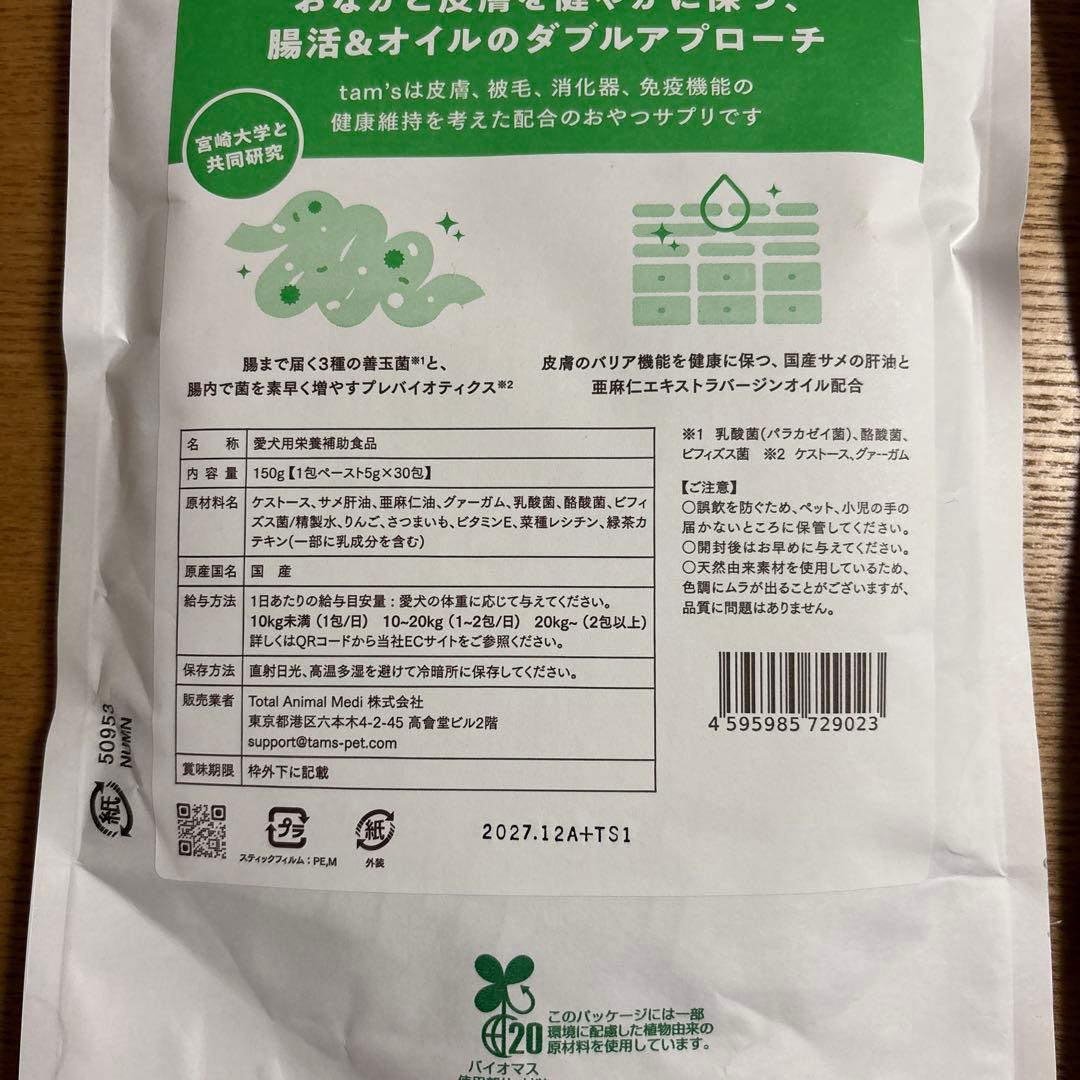 おなかと皮膚を健やかに保つ、
腸活&オイルのダブルアプローチ
tam'sは皮膚、被毛、消化器、免疫機能の
健康維持を考えた配合のおやつサプリです
宮崎大学と
共同研究
腸まで届く3種の善玉菌※1と、
腸内で菌を素早く増やすプレバイオティクス※2
皮膚のバリア機能を健康に保つ、国産サメの肝油と
亜麻仁エキストラバージンオイル配合
名 称 愛犬用栄養補助食品
内容量 150g【1包ペースト5g×30包】
原材料名 ケストース、サメ肝油、亜麻仁油、グァーガム、乳酸菌、酪酸菌、ビフィ
ズス菌/精製水、りんご、さつまいも、ビタミンE、菜種レシチン、緑茶カ
テキン(一部に乳成分を含む)
原産国名 国 産
給与方法 1日あたりの給与目安量：愛犬の体重に応じて与えてください。
10kg未満（1包/日） 10~20kg（1~2包/日） 20kg~（2包以上）
詳しくはQRコードから当社ECサイトをご参照ください。
保存方法 直射日光、高温多湿を避けて冷暗所に保存してください。
販売業者 Total Animal Medi 株式会社
東京都港区六本木4-2-45 高會堂ビル2階
support@tams-pet.com
賞味期限 枠外下に記載
※1 乳酸菌(パラカゼイ菌)、酪酸菌、
ビフィズス菌 ※2 ケストース、グァーガム
【ご注意】
〇誤飲を防ぐため、ペット、小児の手の
届かないところに保管してください。
〇開封後はお早めに与えてください。
〇天然由来素材を使用しているため、
色調にムラが出ることがございますが、
品質に問題はありません。
4 595985 729023
50953
NUMN
紙
プラ
スティックフィルム：PE,M
紙
外装
2027.12A+TS1
20
このパッケージには一部
環境に配慮した植物由来の
原材料を使用しています。
バイオマス